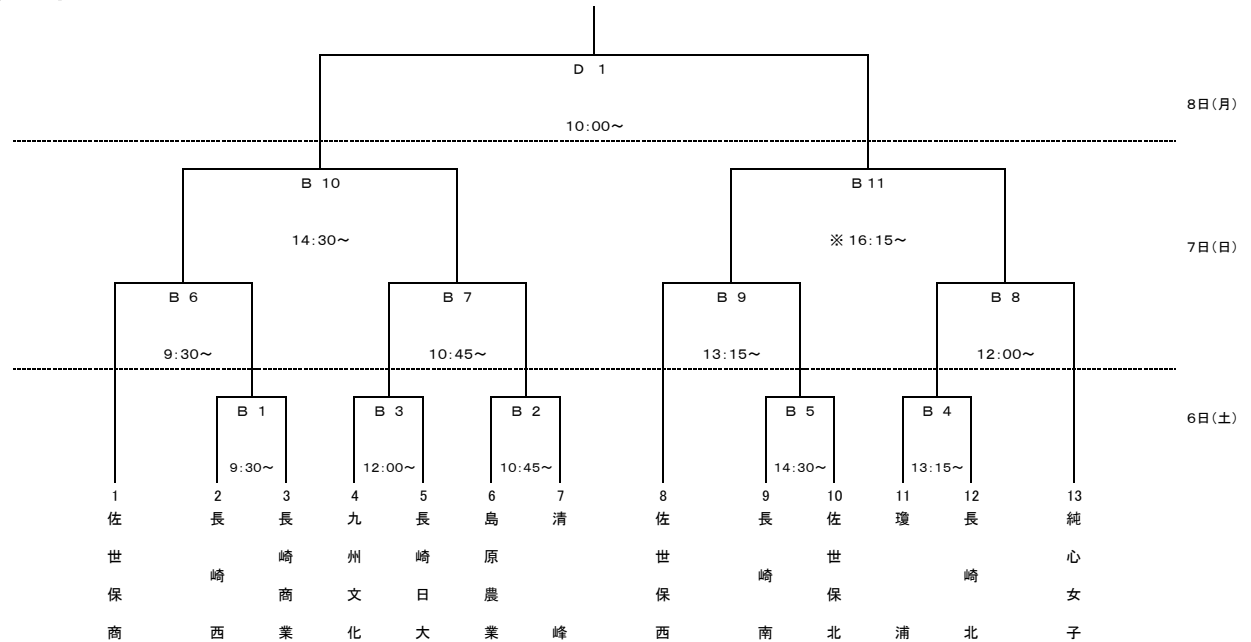 D 1
8日(月)
10:00～
B 10
B 11
14:30～
※ 16:15～
7日(日)
B 6
B 7
B 9
B 8
9:30～
10:45～
13:15～
12:00～
B 1
B 3
B 2
B 5
B 4
6日(土)
9:30～
12:00～
10:45～
14:30～
13:15～
1
佐世保商
2
長崎西
3
長崎商業
4
九州文化
5
長崎日大
6
島原農業
7
清峰
8
佐世保西
9
長崎南
10
佐世保北
11
瓊浦
12
長崎北
13
純心女子